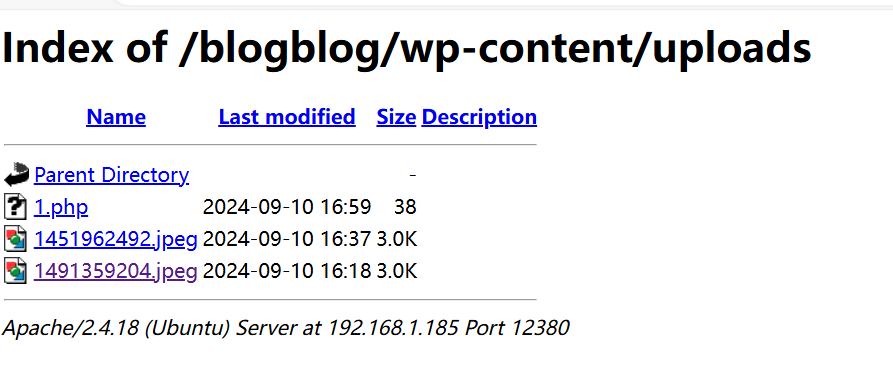 Index of /blogblog/wp-content/uploads
Name Last modified Size Description
Parent Directory -
1.php 2024-09-10 16:59 38
1451962492.jpeg 2024-09-10 16:37 3.0K
1491359204.jpeg 2024-09-10 16:18 3.0K
Apache/2.4.18 (Ubuntu) Server at 192.168.1.185 Port 12380